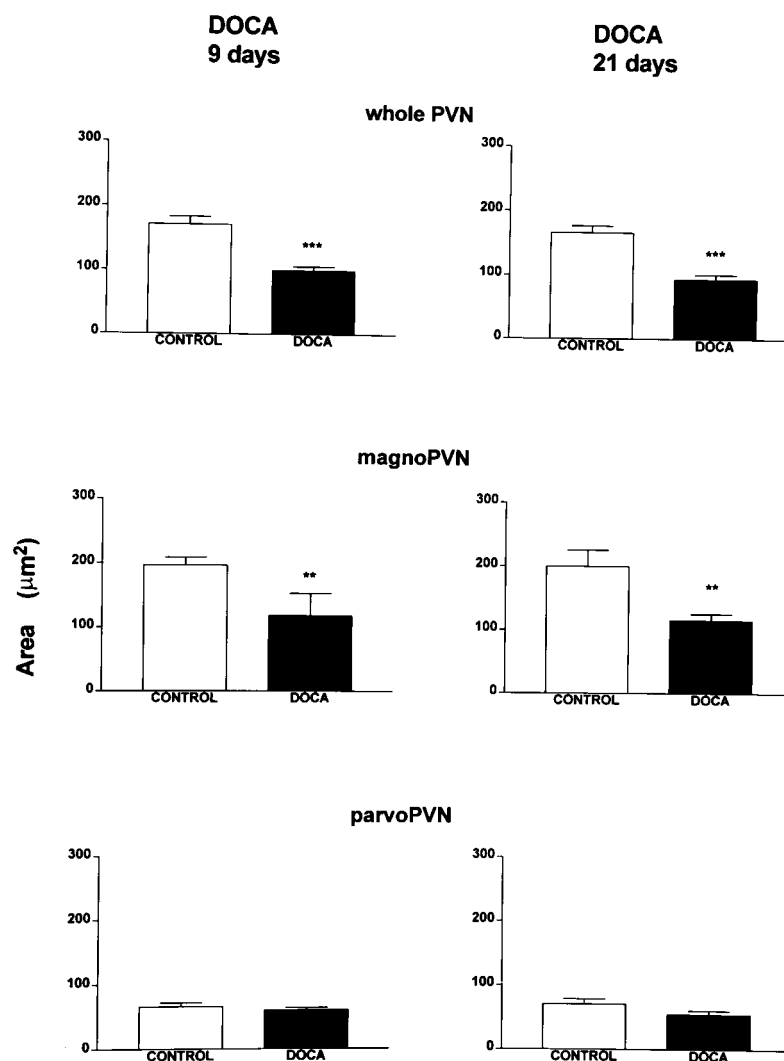 DOCA
9 days
DOCA
21 days
whole PVN
300
200
100
0
***
CONTROL
DOCA
300
200
100
0
***
CONTROL
DOCA
magnoPVN
Area (μm²)
300
200
100
0
**
CONTROL
DOCA
300
200
100
0
**
CONTROL
DOCA
parvoPVN
300
200
100
0
CONTROL
DOCA
300
200
100
0
CONTROL
DOCA